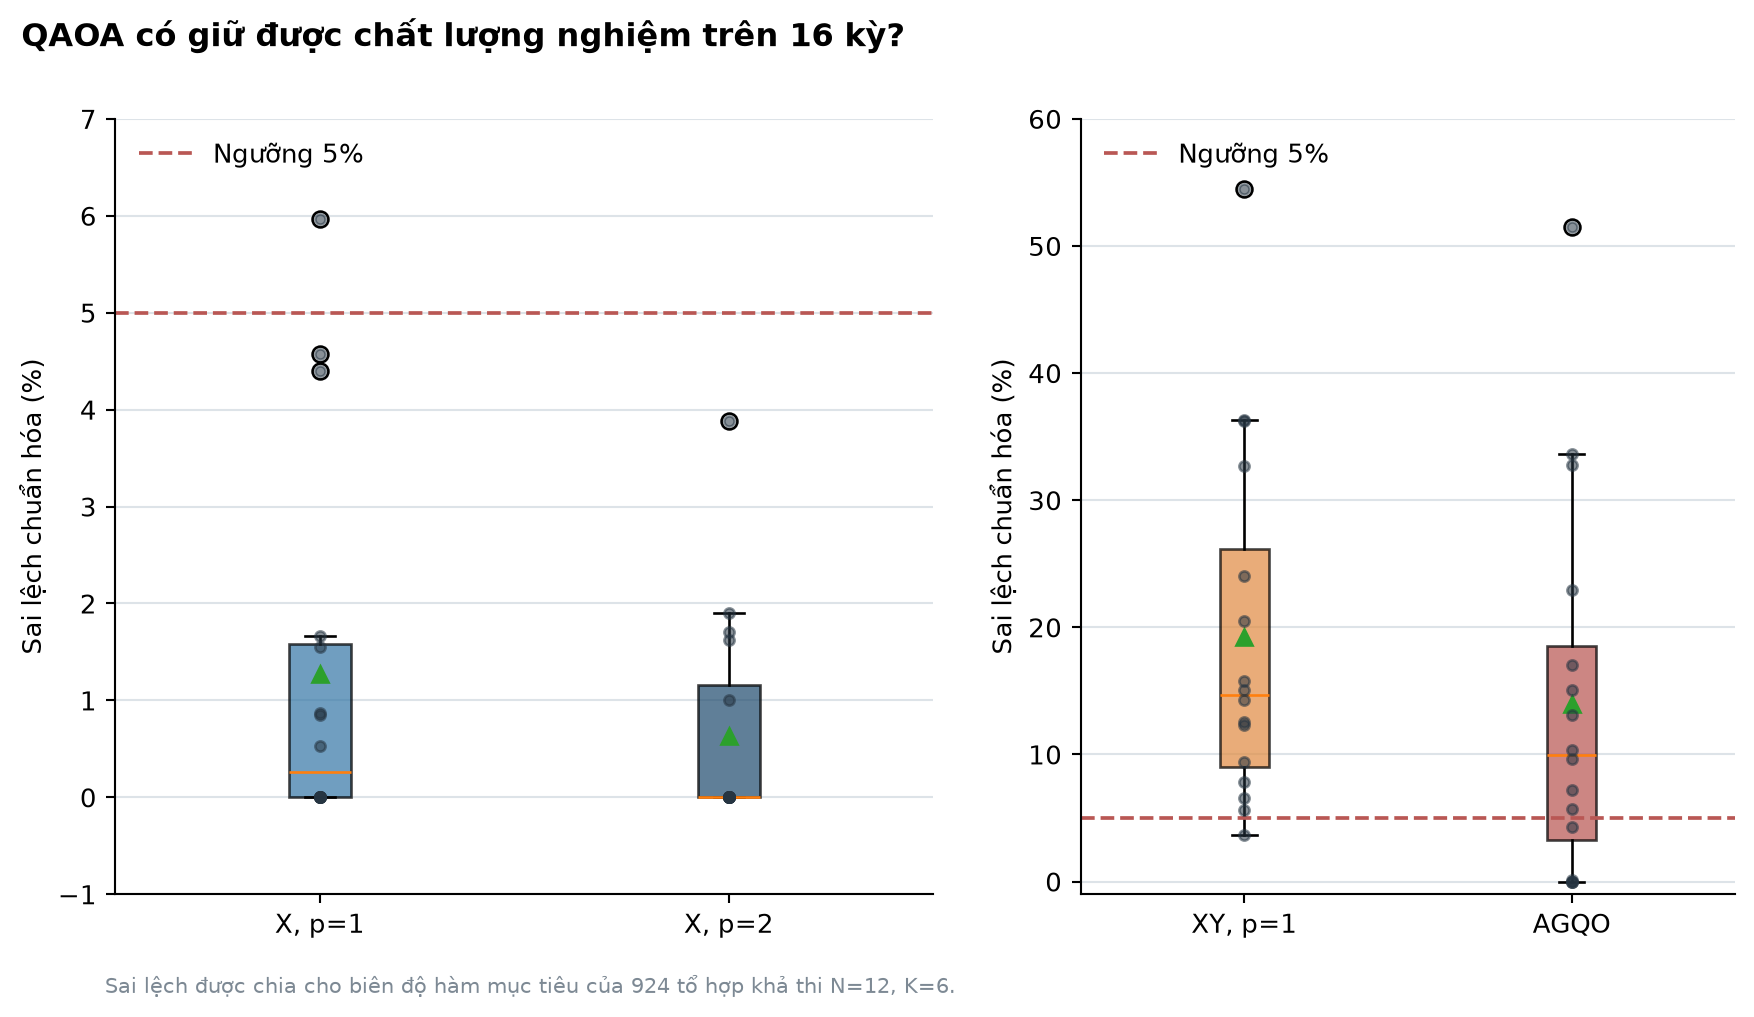 QAOA có giữ được chất lượng nghiệm trên 16 kỳ?
Sai lệch chuẩn hóa (%)
7
6
5
4
3
2
1
0
−1
Ngưỡng 5%
X, p=1
X, p=2
Sai lệch chuẩn hóa (%)
60
50
40
30
20
10
0
Ngưỡng 5%
XY, p=1
AGQO
Sai lệch được chia cho biên độ hàm mục tiêu của 924 tổ hợp khả thi N=12, K=6.